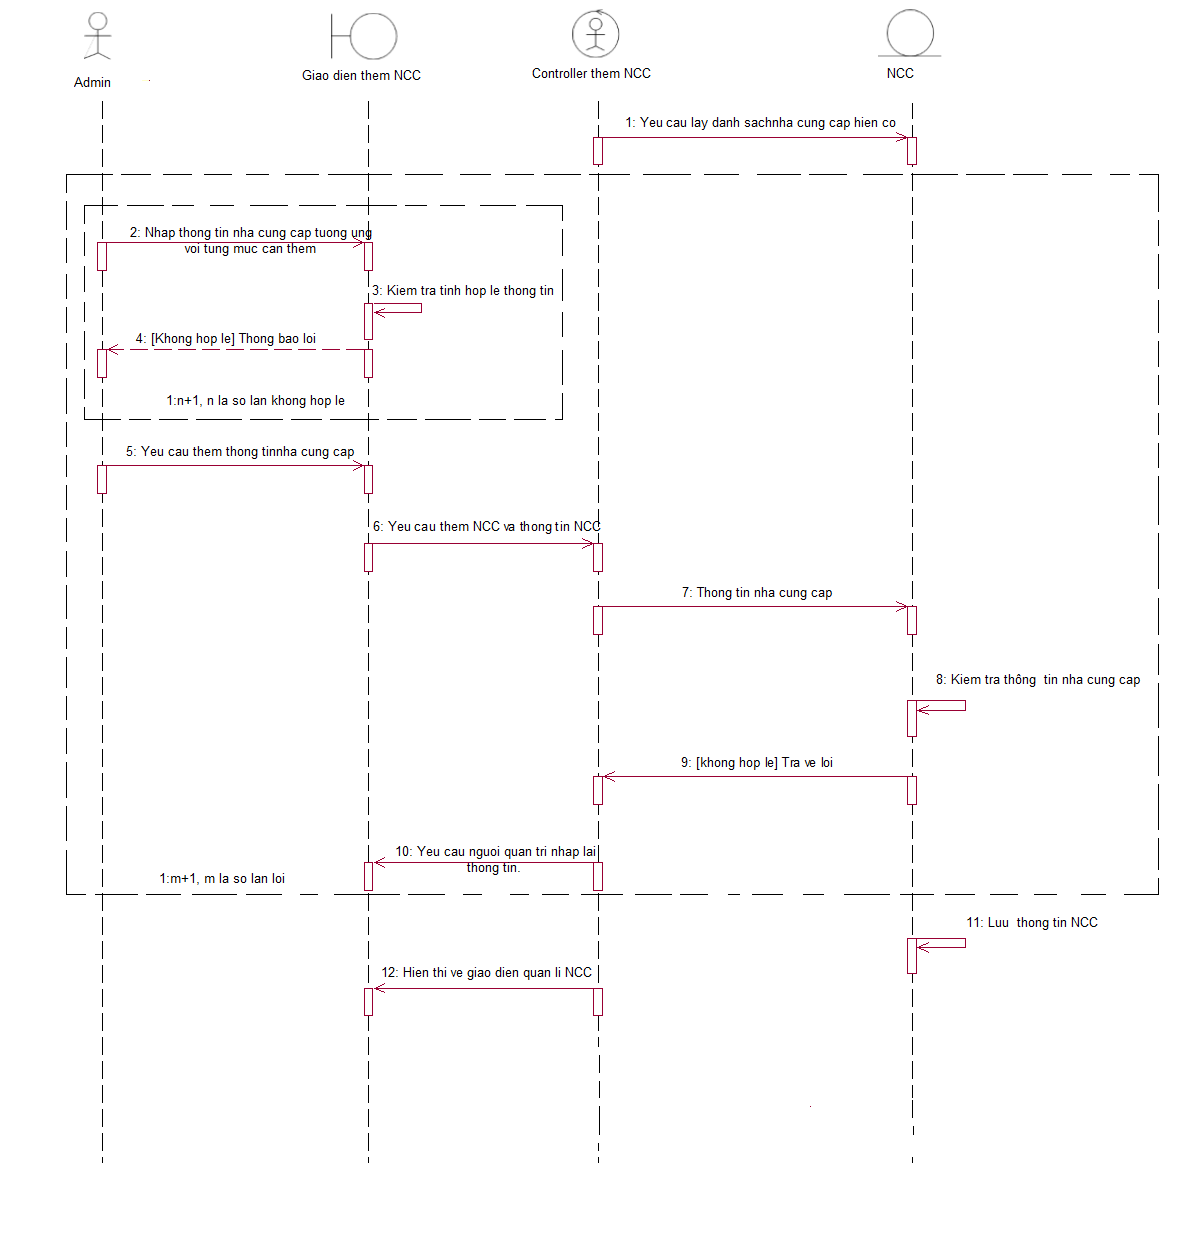 Admin
Giao dien them NCC
Controller them NCC
NCC
1: Yeu cau lay danh sachnha cung cap hien co
2: Nhap thong tin nha cung cap tuong ung
voi tung muc can them
3: Kiem tra tinh hop le thong tin
4: [Khong hop le] Thong bao loi
1:n+1, n la so lan khong hop le
5: Yeu cau them thong tinnha cung cap
6: Yeu cau them NCC va thong tin NCC
7: Thong tin nha cung cap
8: Kiem tra thông tin nha cung cap
9: [khong hop le] Tra ve loi
10: Yeu cau nguoi quan tri nhap lai
thong tin.
1:m+1, m la so lan loi
11: Luu thong tin NCC
12: Hien thi ve giao dien quan li NCC